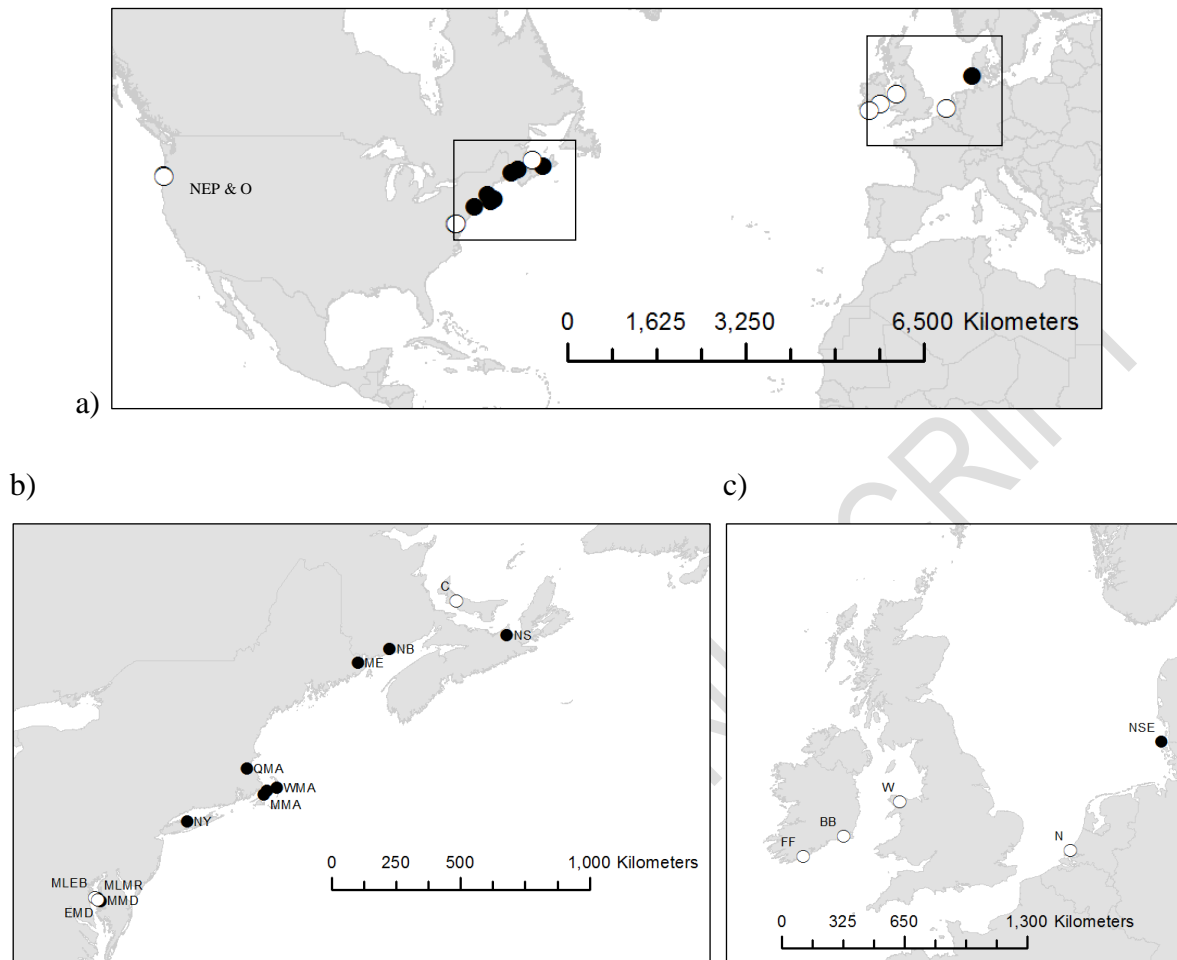 NEP & O
0 1,625 3,250 6,500 Kilometers
a)
b)
c)
C
NS
NB
ME
QMA
WMA
MMA
NY
0 250 500 1,000 Kilometers
MLEB MLMR
MMD
EMD
NSE
W
BB
FF
N
0 325 650 1,300 Kilometers